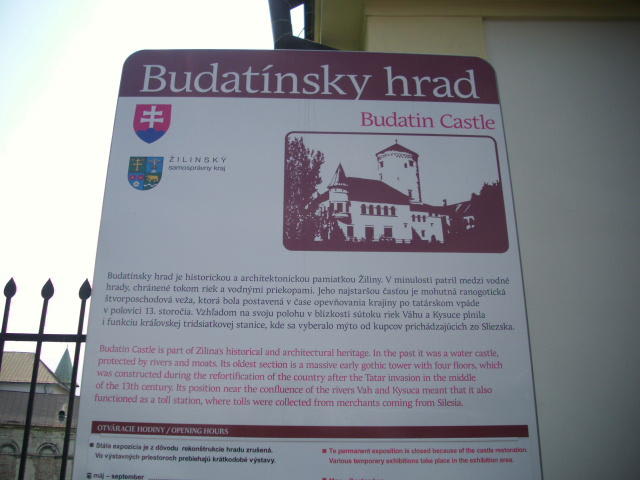 Budatínsky hrad
Budatin Castle
ŽILINSKÝ
samosprávny kraj
Budatínsky hrad je historickou a architektonickou pamiatkou Žiliny. V minulosti patril medzi vodné
hrady, chránené tokom riek a vodnými priekopami. Jeho najstaršou časťou je mohutná ranogotická
štvorposchodová veža, ktorá bola postavená v čase opevňovania krajiny po tatárskom vpáde
v polovici 13. storočia. Vzhľadom na svoju polohu v blízkosti sútoku riek Váhu a Kysuce plnila
i funkciu kráľovskej tridsiatkovej stanice, kde sa vyberalo mýto od kupcov prichádzajúcich zo Sliezska.
Budatin Castle is part of Zilina's historical and architectural heritage. In the past it was a water castle,
protected by rivers and moats. Its oldest section is a massive early gothic tower with four floors, which
was constructed during the refortification of the country after the Tatar invasion in the middle
of the 13th century. Its position near the confluence of the rivers Vah and Kysuca meant that it also
functioned as a toll station, where tolls were collected from merchants coming from Silesia.
OTVÁRACIE HODINY / OPENING HOURS
Stála expozícia je z dôvodu rekonštrukcie hradu zrušená.
Vo výstavných priestoroch prebiehajú krátkodobé výstavy.
Te permanent exposition is closed because of the castle restoration.
Various temporary exhibitions take place in the exhibition area.
máj – september